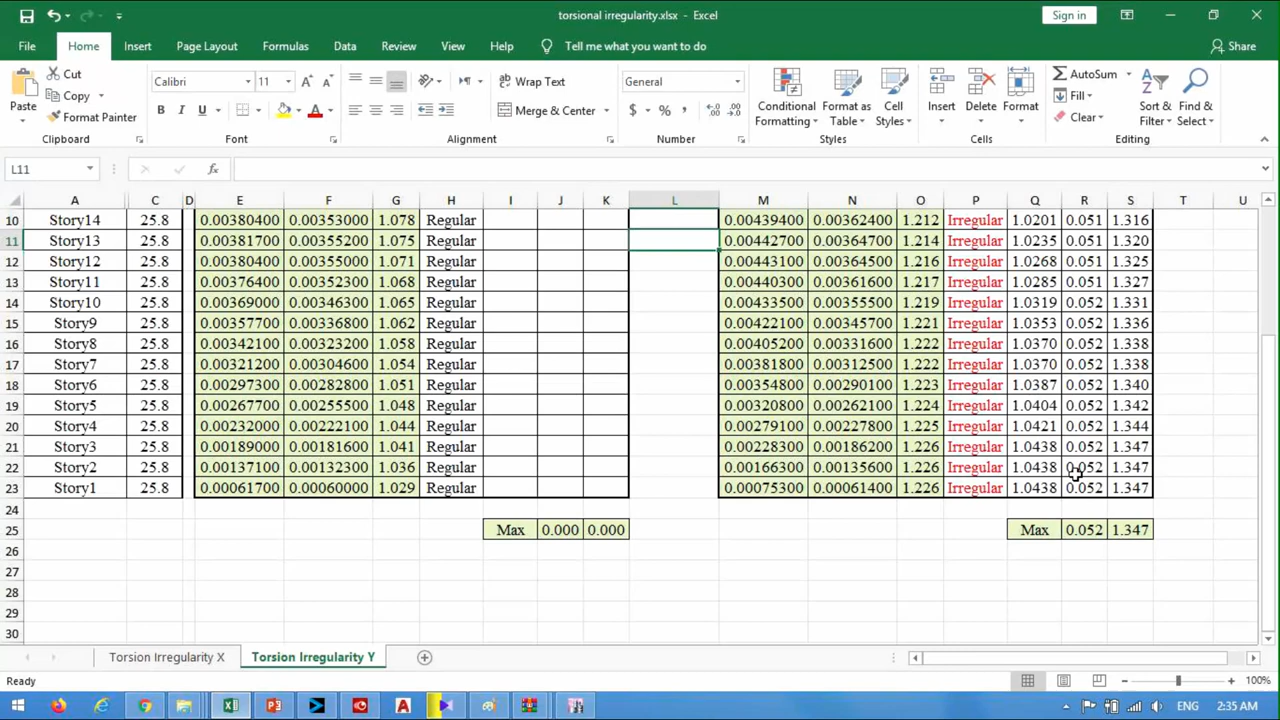 torsional irregularity.xlsx - Excel
Sign in
File Home Insert Page Layout Formulas Data Review View Help Tell me what you want to do Share
Paste Cut Copy Format Painter Clipboard
Calibri 11 B I U A Font
Wrap Text Merge & Center Alignment
General $ % , Number
Conditional Formatting Format as Table Cell Styles Styles
Insert Delete Format Cells
AutoSum Fill Clear Sort & Filter Find & Select Editing
L11 fx
A C D E F G H I J K L M N O P Q R S T U
10 Story14 25.8 0.00380400 0.00353000 1.078 Regular 0.00439400 0.00362400 1.212 Irregular 1.0201 0.051 1.316
11 Story13 25.8 0.00381700 0.00355200 1.075 Regular 0.00442700 0.00364700 1.214 Irregular 1.0235 0.051 1.320
12 Story12 25.8 0.00380400 0.00355000 1.071 Regular 0.00443100 0.00364500 1.216 Irregular 1.0268 0.051 1.325
13 Story11 25.8 0.00376400 0.00352300 1.068 Regular 0.00440300 0.00361600 1.217 Irregular 1.0285 0.051 1.327
14 Story10 25.8 0.00369000 0.00346300 1.065 Regular 0.00433500 0.00355500 1.219 Irregular 1.0319 0.052 1.331
15 Story9 25.8 0.00357700 0.00336800 1.062 Regular 0.00422100 0.00345700 1.221 Irregular 1.0353 0.052 1.336
16 Story8 25.8 0.00342100 0.00323200 1.058 Regular 0.00405200 0.00331600 1.222 Irregular 1.0370 0.052 1.338
17 Story7 25.8 0.00321200 0.00304600 1.054 Regular 0.00381800 0.00312500 1.222 Irregular 1.0370 0.052 1.338
18 Story6 25.8 0.00297300 0.00282800 1.051 Regular 0.00354800 0.00290100 1.223 Irregular 1.0387 0.052 1.340
19 Story5 25.8 0.00267700 0.00255500 1.048 Regular 0.00320800 0.00262100 1.224 Irregular 1.0404 0.052 1.342
20 Story4 25.8 0.00232000 0.00222100 1.044 Regular 0.00279100 0.00227800 1.225 Irregular 1.0421 0.052 1.344
21 Story3 25.8 0.00189000 0.00181600 1.041 Regular 0.00228300 0.00186200 1.226 Irregular 1.0438 0.052 1.347
22 Story2 25.8 0.00137100 0.00132300 1.036 Regular 0.00166300 0.00135600 1.226 Irregular 1.0438 0.052 1.347
23 Story1 25.8 0.00061700 0.00060000 1.029 Regular 0.00075300 0.00061400 1.226 Irregular 1.0438 0.052 1.347
24
25 Max 0.000 0.000 Max 0.052 1.347
26
27
28
29
30
Torsion Irregularity X Torsion Irregularity Y
Ready 100%
ENG 2:35 AM